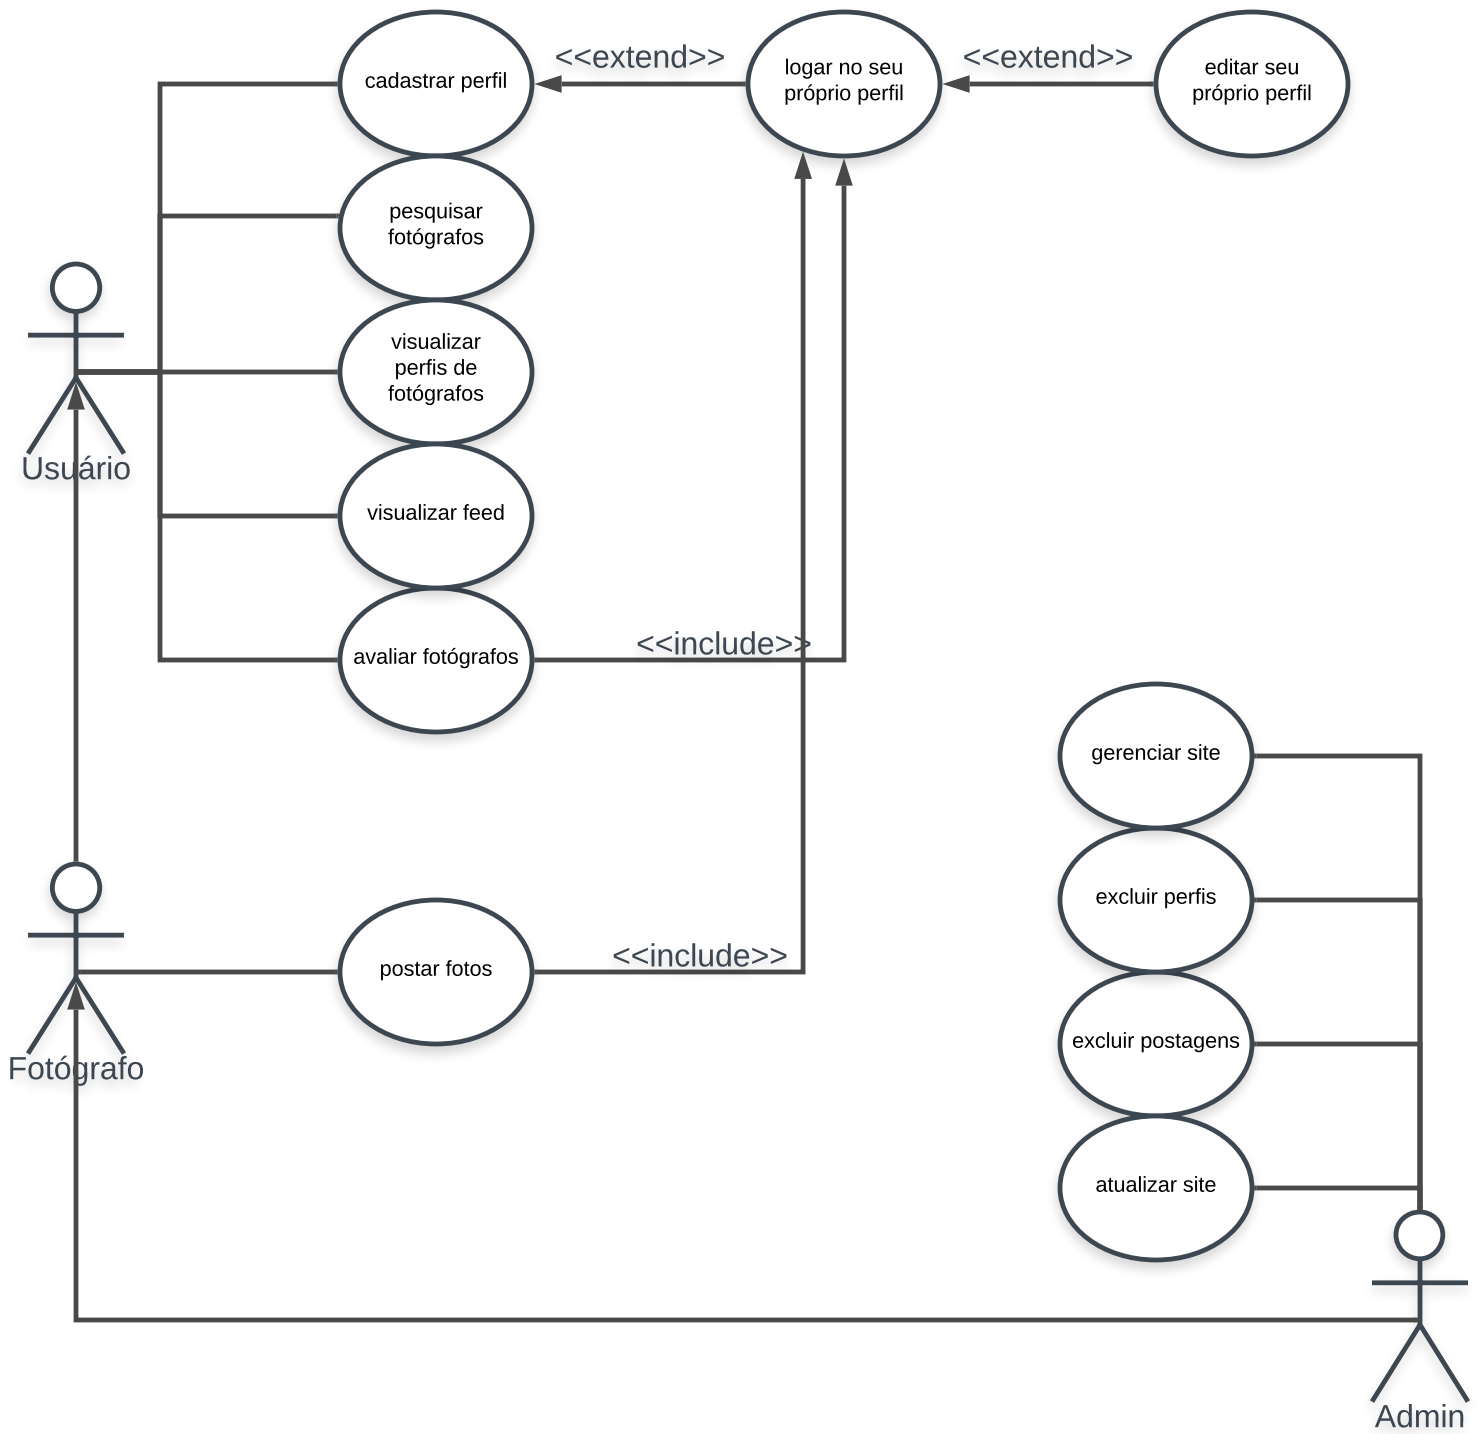 cadastrar perfil
<<extend>>
logar no seu
próprio perfil
<<extend>>
editar seu
próprio perfil
pesquisar
fotógrafos
visualizar
perfis de
fotógrafos
Usuário
visualizar feed
avaliar fotógrafos
<<include>>
gerenciar site
excluir perfis
postar fotos
<<include>>
excluir postagens
Fotógrafo
atualizar site
Admin